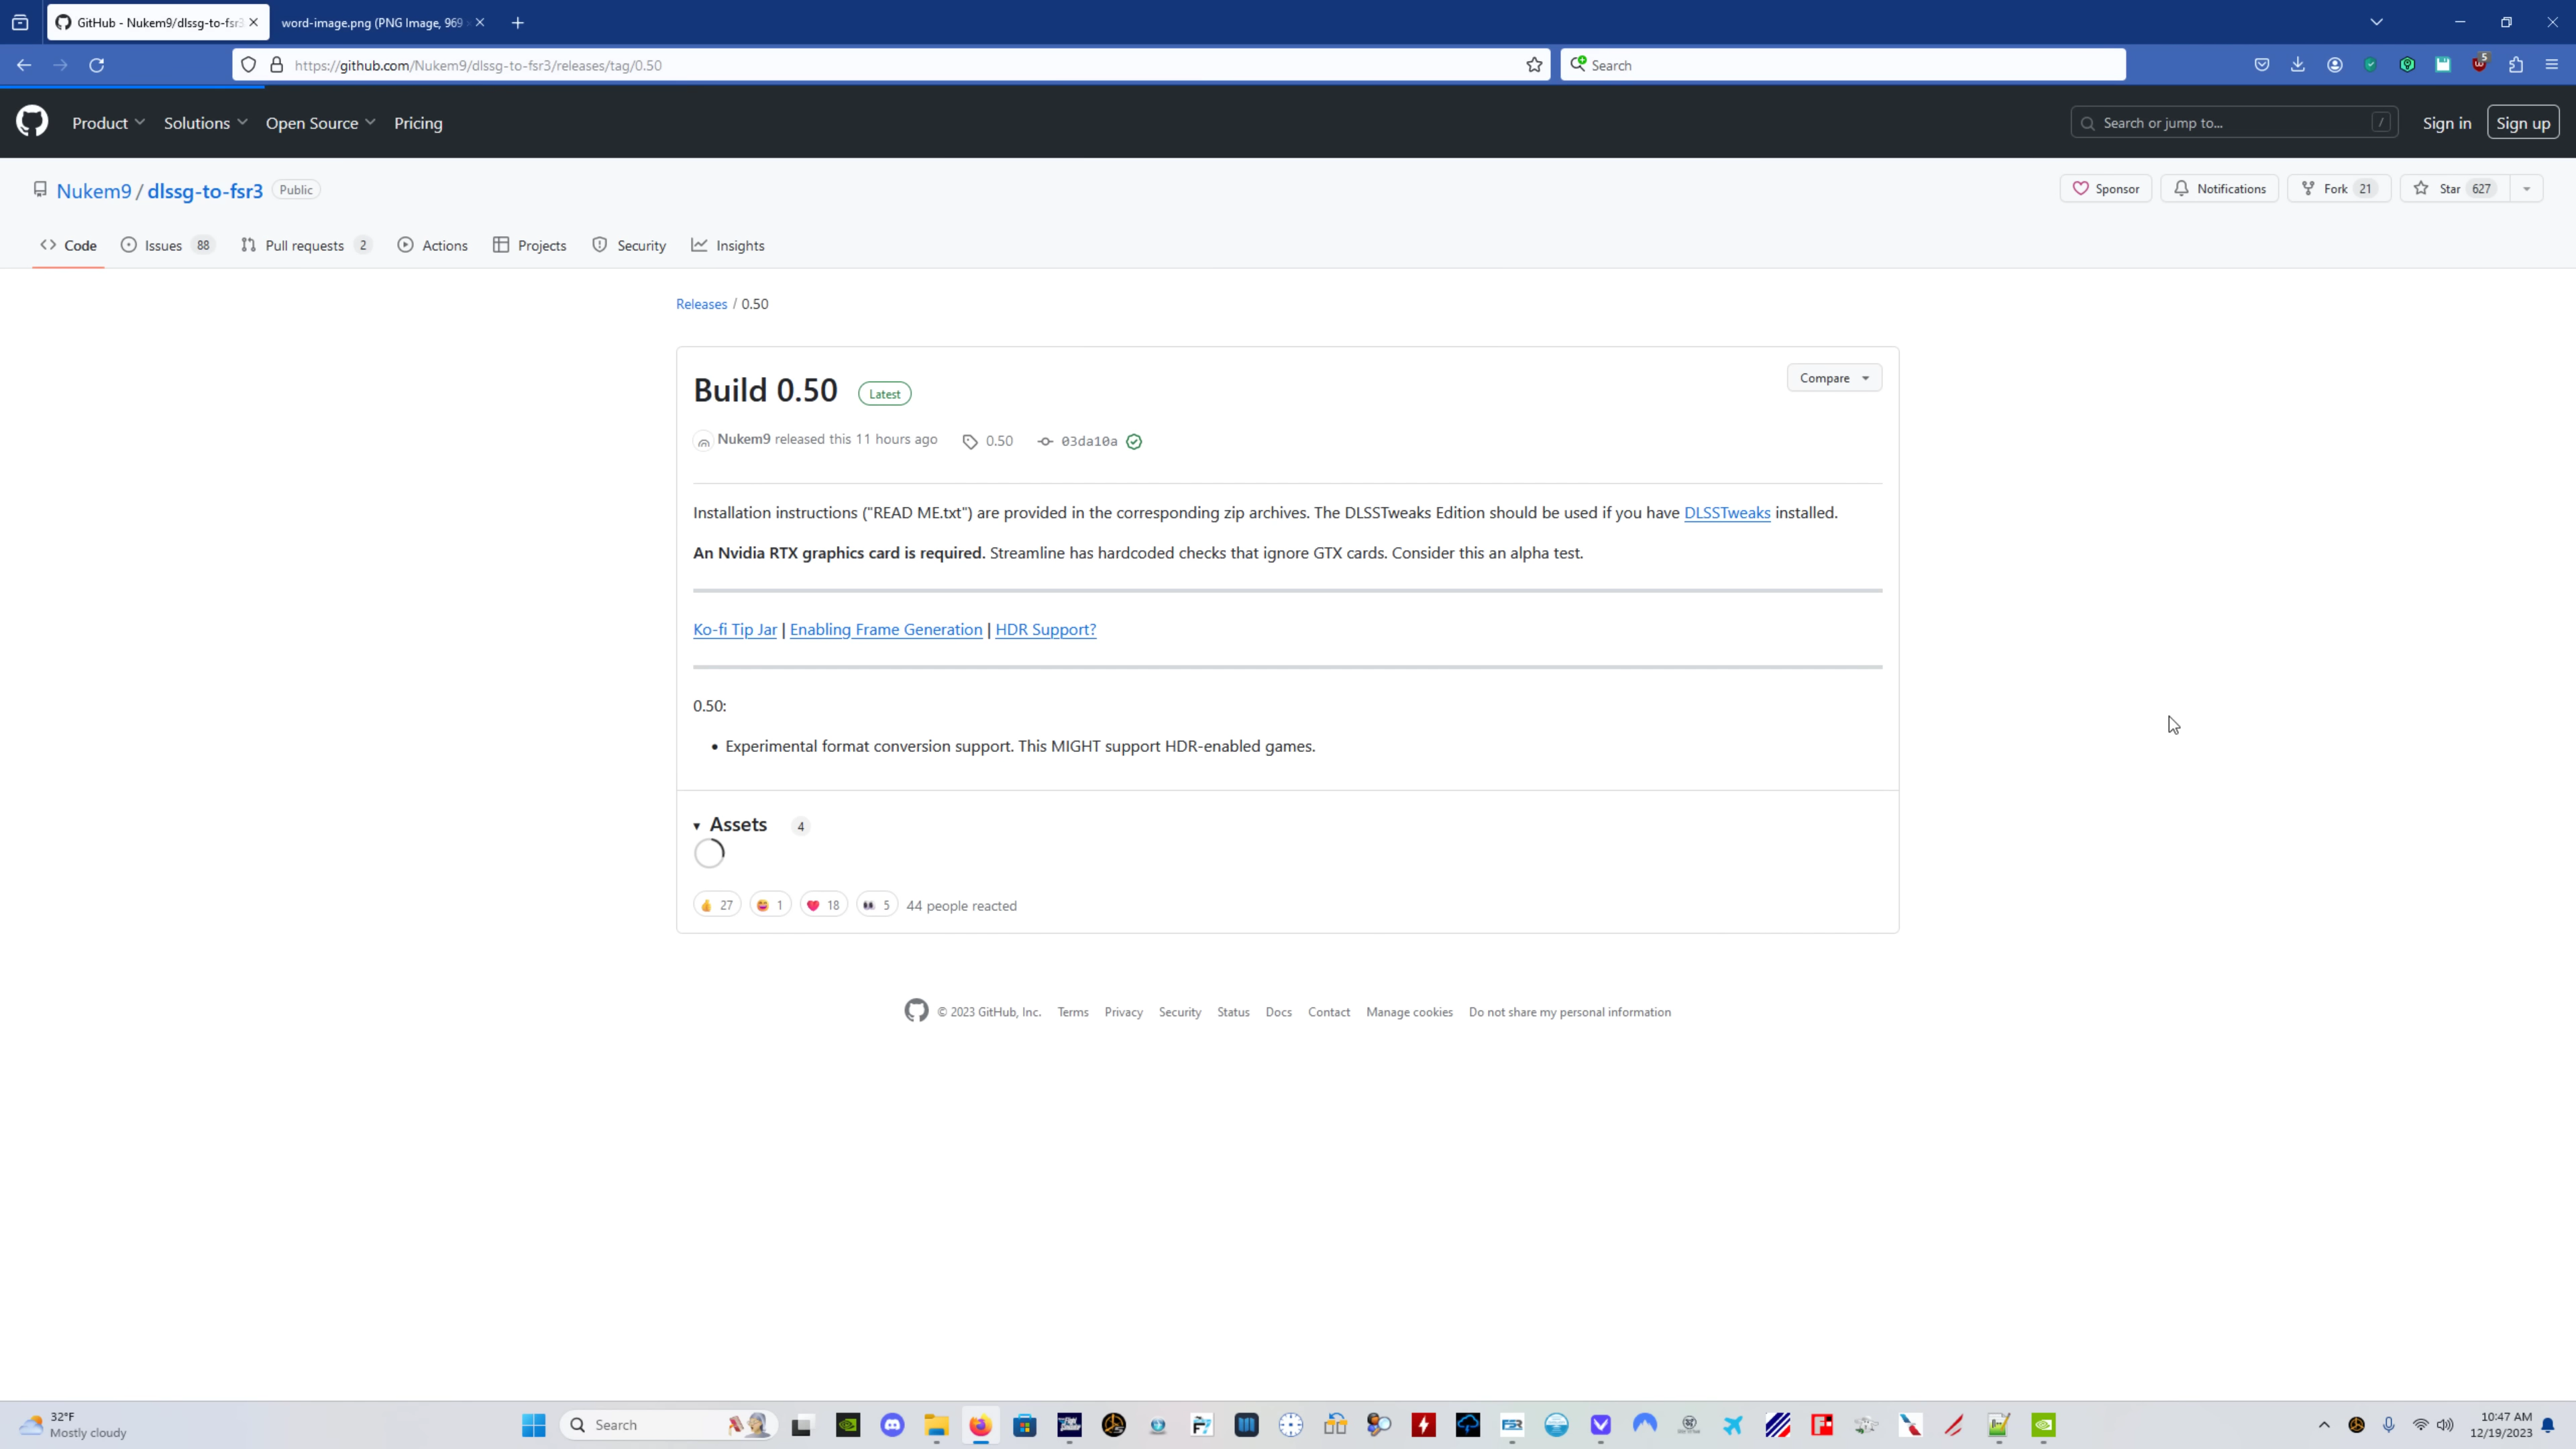 GitHub - Nukem9/dlssg-to-fsr3
word-image.png (PNG Image, 969
https://github.com/Nukem9/dlssg-to-fsr3/releases/tag/0.50
Search
5
Product
Solutions
Open Source
Pricing
Search or jump to...
/
Sign in
Sign up
Nukem9 / dlssg-to-fsr3 Public
Sponsor
Notifications
Fork 21
Star 627
Code
Issues 88
Pull requests 2
Actions
Projects
Security
Insights
Releases / 0.50
Build 0.50 Latest
Compare
Nukem9 released this 11 hours ago 0.50 03da10a
Installation instructions ("READ ME.txt") are provided in the corresponding zip archives. The DLSSTweaks Edition should be used if you have DLSSTweaks installed.
An Nvidia RTX graphics card is required. Streamline has hardcoded checks that ignore GTX cards. Consider this an alpha test.
Ko-fi Tip Jar | Enabling Frame Generation | HDR Support?
0.50:
• Experimental format conversion support. This MIGHT support HDR-enabled games.
Assets 4
👍 27 😄 1 ❤️ 18 👀 5 44 people reacted
© 2023 GitHub, Inc. Terms Privacy Security Status Docs Contact Manage cookies Do not share my personal information
32°F
Mostly cloudy
Search
FSR
10:47 AM
12/19/2023